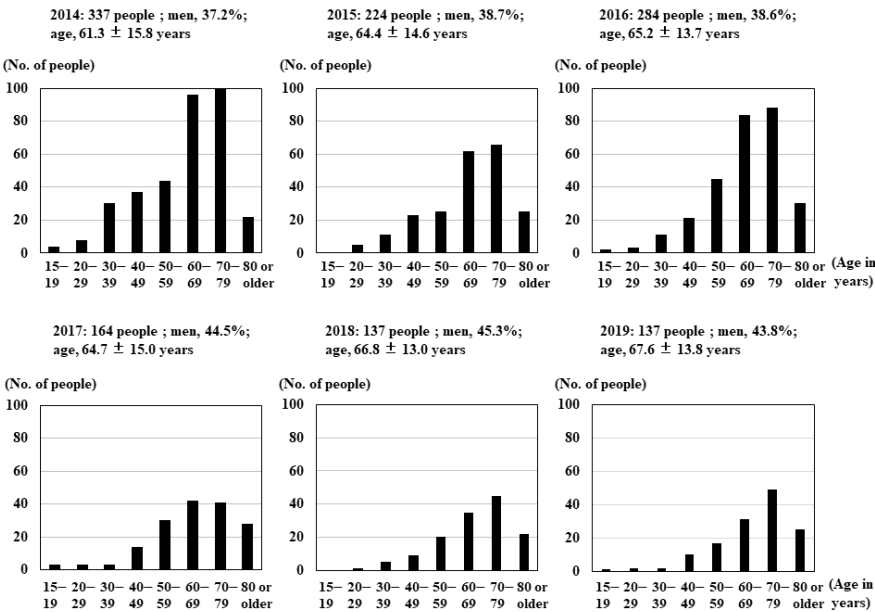 2014: 337 people ; men, 37.2%;
age, 61.3 ± 15.8 years
2015: 224 people ; men, 38.7%;
age, 64.4 ± 14.6 years
2016: 284 people ; men, 38.6%;
age, 65.2 ± 13.7 years
(No. of people)
(No. of people)
(No. of people)
100
80
60
40
20
0
100
80
60
40
20
0
100
80
60
40
20
0
15– 20– 30– 40– 50– 60– 70– 80 or
19 29 39 49 59 69 79 older
15– 20– 30– 40– 50– 60– 70– 80 or
19 29 39 49 59 69 79 older
15– 20– 30– 40– 50– 60– 70– 80 or (Age in
19 29 39 49 59 69 79 older years)
2017: 164 people ; men, 44.5%;
age, 64.7 ± 15.0 years
2018: 137 people ; men, 45.3%;
age, 66.8 ± 13.0 years
2019: 137 people ; men, 43.8%;
age, 67.6 ± 13.8 years
(No. of people)
(No. of people)
(No. of people)
100
80
60
40
20
0
100
80
60
40
20
0
100
80
60
40
20
0
15– 20– 30– 40– 50– 60– 70– 80 or
19 29 39 49 59 69 79 older
15– 20– 30– 40– 50– 60– 70– 80 or
19 29 39 49 59 69 79 older
15– 20– 30– 40– 50– 60– 70– 80 or (Age in
19 29 39 49 59 69 79 older years)